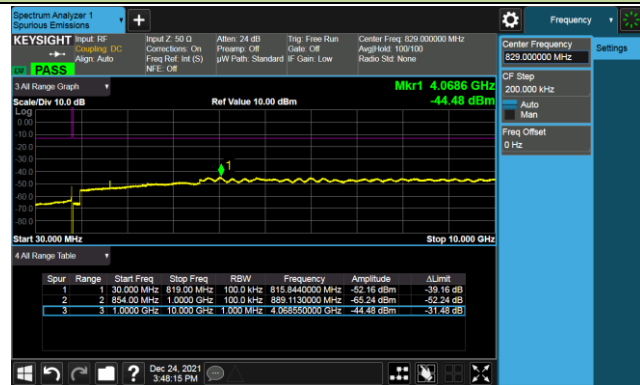 Spectrum Analyzer 1
Spurious Emissions
+
Frequency
KEYSIGHT
Input: RF
Coupling: DC
Align: Auto
Input Z: 50 Ω
Corrections: On
Freq Ref: Int (S)
NFE: Off
Atten: 24 dB
Preamp: Off
µW Path: Standard
Trig: Free Run
Gate: Off
IF Gain: Low
Center Freq: 829.000000 MHz
Avg|Hold: 100/100
Radio Std: None
PASS
3 All Range Graph
Mkr1 4.0686 GHz
Scale/Div 10.0 dB
Ref Value 10.00 dBm
-44.48 dBm
Log
0.00
-10.0
-20.0
-30.0
-40.0
-50.0
-60.0
-70.0
-80.0
1
Start 30.000 MHz
Stop 10.000 GHz
4 All Range Table
Spur Range Start Freq Stop Freq RBW Frequency Amplitude ΔLimit
1 1 30.000 MHz 819.00 MHz 100.0 kHz 815.8440000 MHz -52.16 dBm -39.16 dB
2 2 854.00 MHz 1.0000 GHz 100.0 kHz 889.1130000 MHz -65.24 dBm -52.24 dB
3 3 1.0000 GHz 10.000 GHz 1.000 MHz 4.068550000 GHz -44.48 dBm -31.48 dB
Center Frequency
829.000000 MHz
Settings
CF Step
200.000 kHz
Auto
Man
Freq Offset
0 Hz
?
Dec 24, 2021
3:48:15 PM